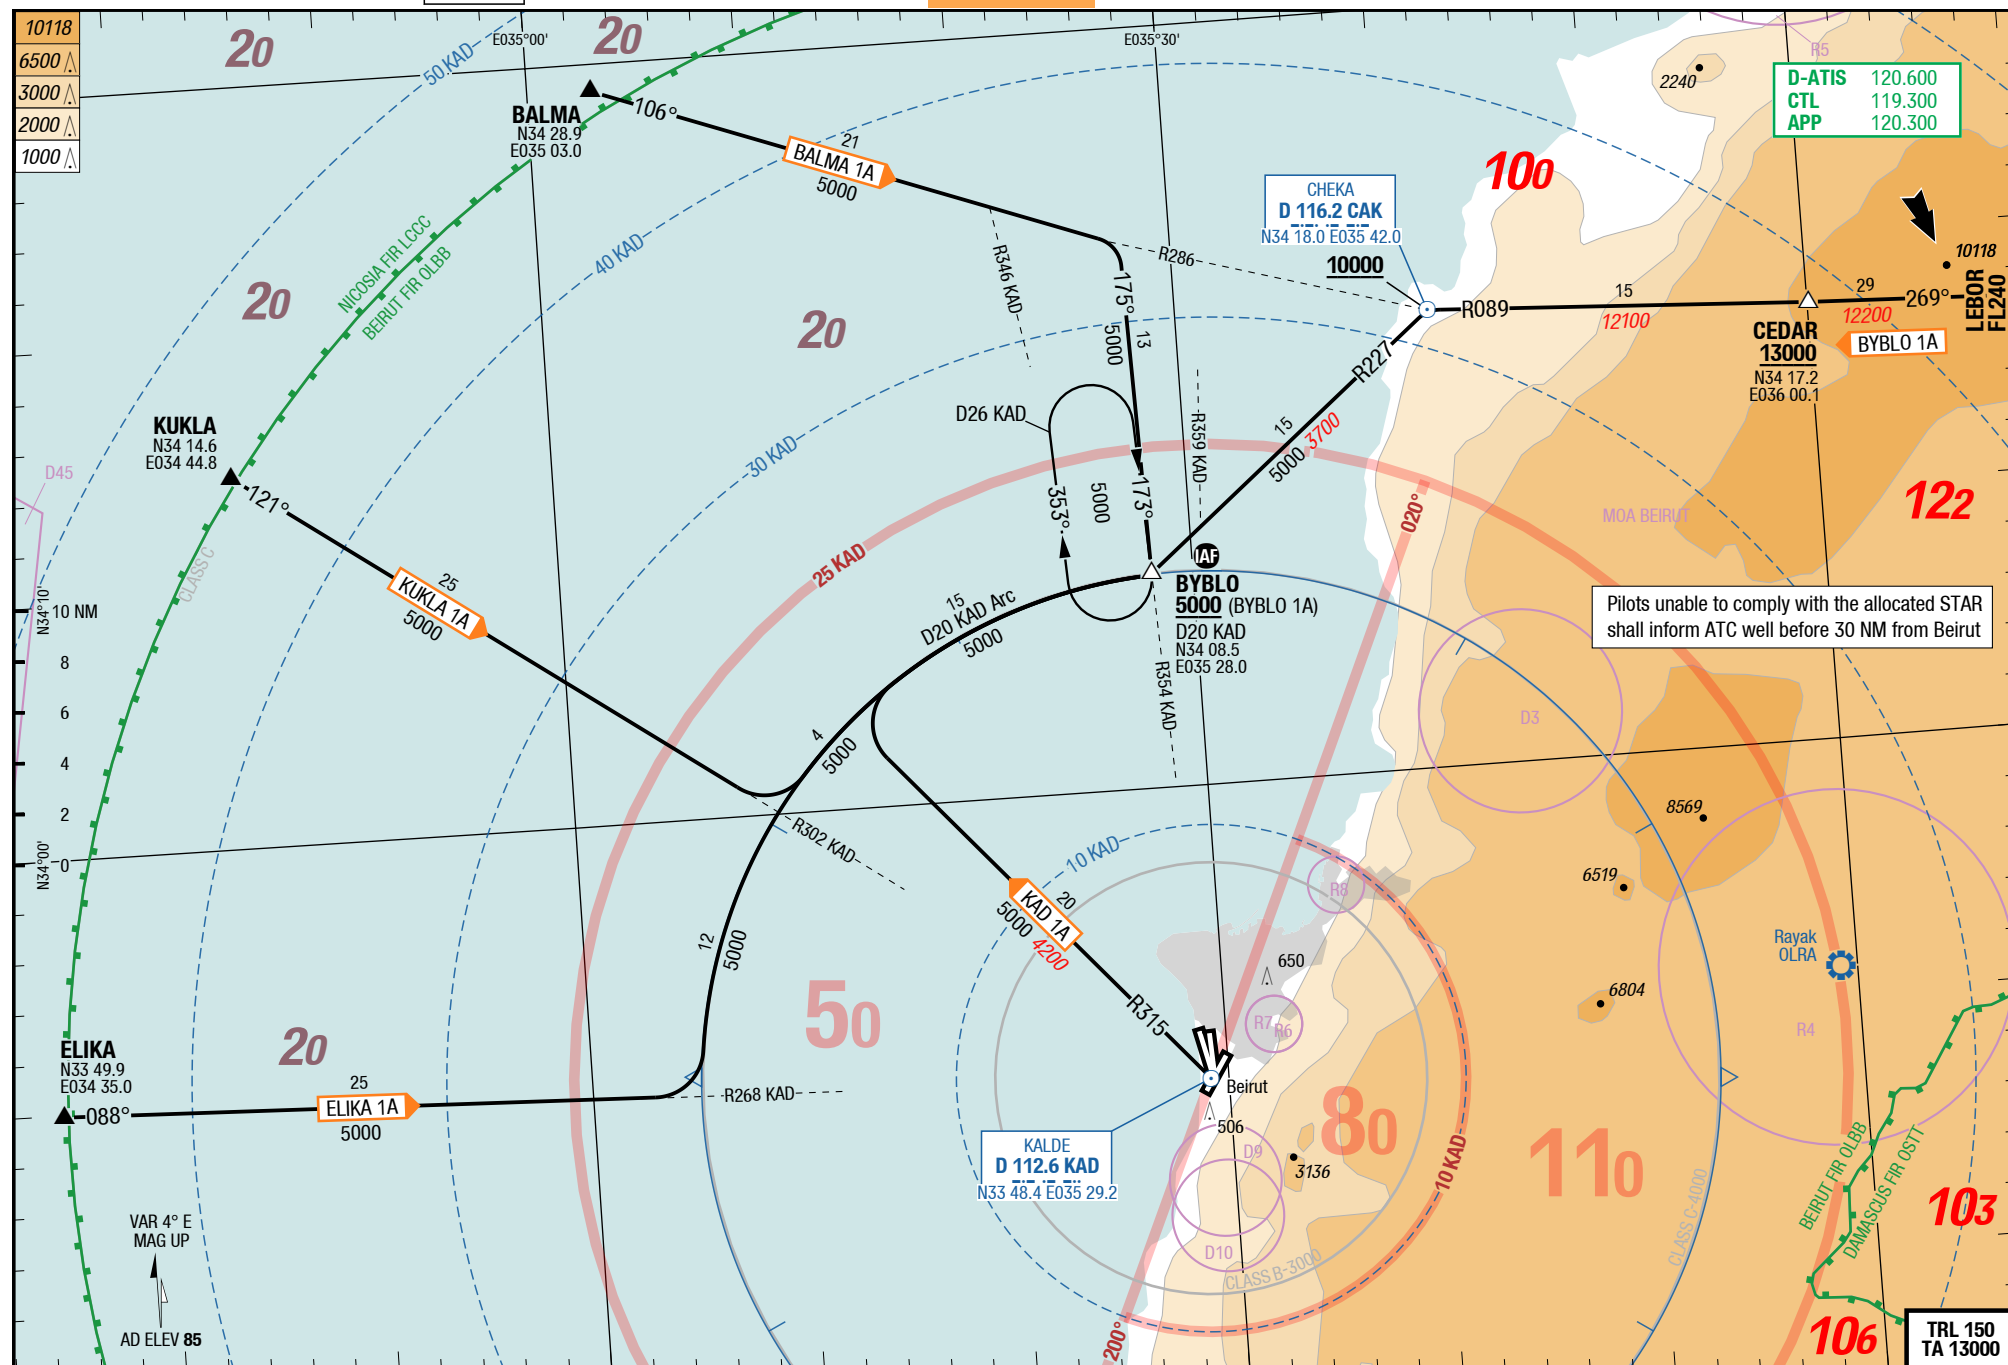 10118
6500
3000
2000
1000
20
20
50 KAD
E035°00'
E035°30'
BALMA
N34 28.9
E035 03.0
106°
21
BALMA 1A
5000
2240
R5
D-ATIS 120.600
CTL 119.300
APP 120.300
100
CHEKA
D 116.2 CAK
N34 18.0 E035 42.0
10000
10118
NICOSIA FIR LCCC
BEIRUT FIR OLBB
40 KAD
20
20
R346 KAD
R286
175°
13
5000
R089
15
12100
29
12200
269°
LEBOR
FL240
CEDAR
13000
N34 17.2
E036 00.1
BYBLO 1A
R227
15
5000
3700
KUKLA
N34 14.6
E034 44.8
D45
121°
25
KUKLA 1A
5000
CLASS C
30 KAD
D26 KAD
353°
5000
173°
R359 KAD
25 KAD
020°
MOA BEIRUT
122
IAF
BYBLO
5000 (BYBLO 1A)
D20 KAD
N34 08.5
E035 28.0
R354 KAD
15
D20 KAD Arc
5000
Pilots unable to comply with the allocated STAR
shall inform ATC well before 30 NM from Beirut
N34°10'
10 NM
8
6
4
2
0
N34°00'
4
5000
D3
8569
R302 KAD
10 KAD
6519
R8
KAD 1A
20
5000
4200
R315
12
5000
50
650
R7
R6
6804
Rayak
OLRA
R4
20
ELIKA
N33 49.9
E034 35.0
088°
25
ELIKA 1A
5000
R268 KAD
Beirut
506
KALDE
D 112.6 KAD
N33 48.4 E035 29.2
80
D9
3136
D10
10 KAD
110
CLASS B-3000
CLASS C-4000
BEIRUT FIR OLBB
DAMASCUS FIR OSTT
103
VAR 4° E
MAG UP
AD ELEV 85
200°
106
TRL 150
TA 13000